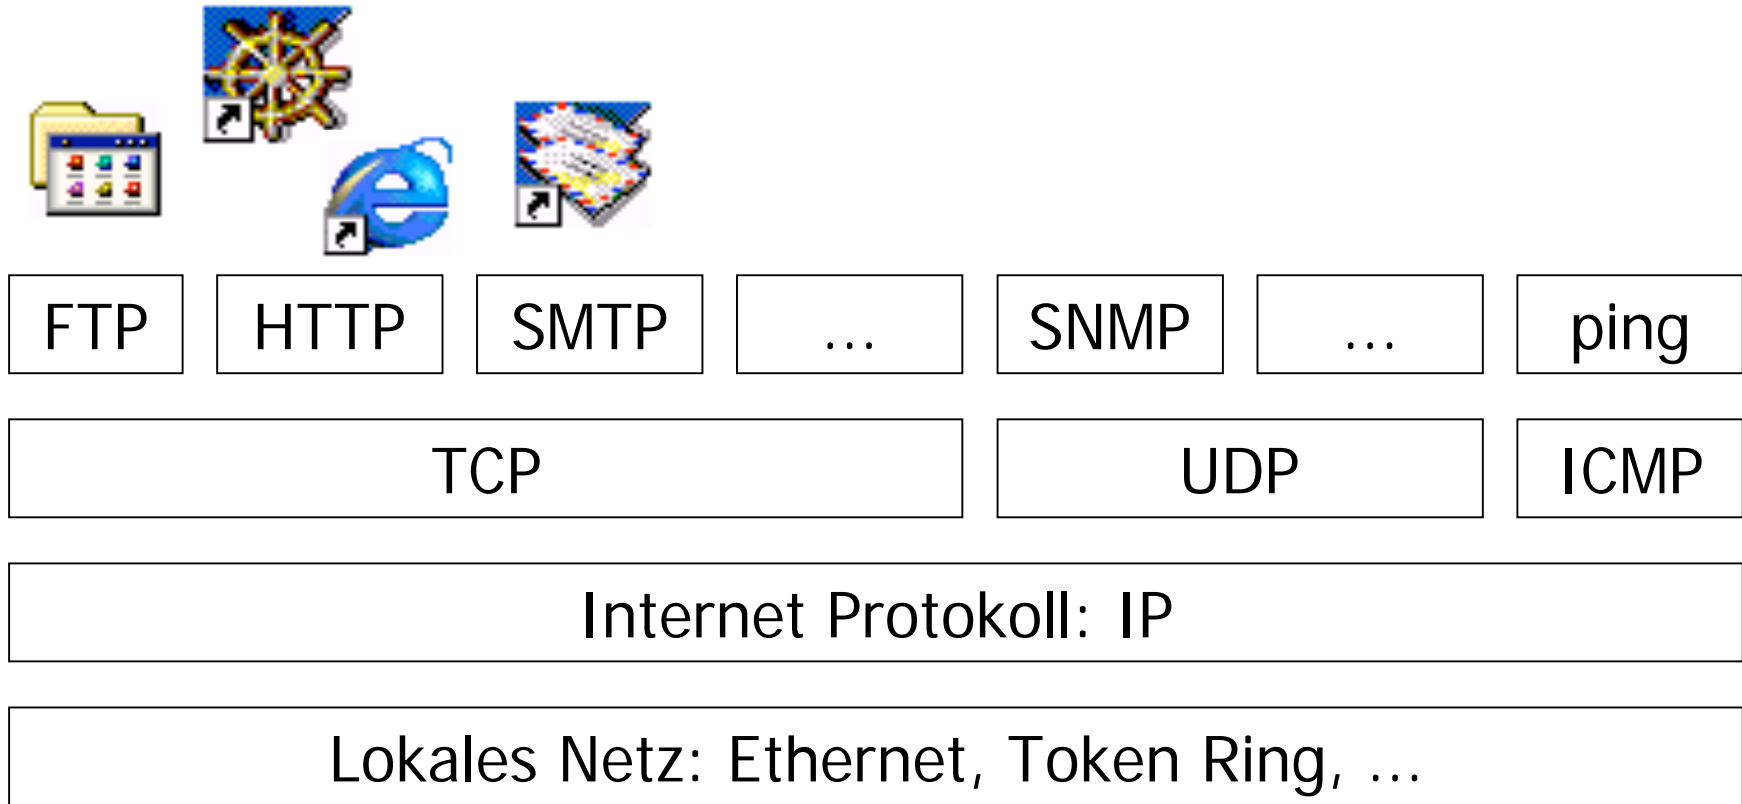 FTP HTTP SMTP ... SNMP ... ping
TCP UDP ICMP
Internet Protokoll: IP
Lokales Netz: Ethernet, Token Ring, ...